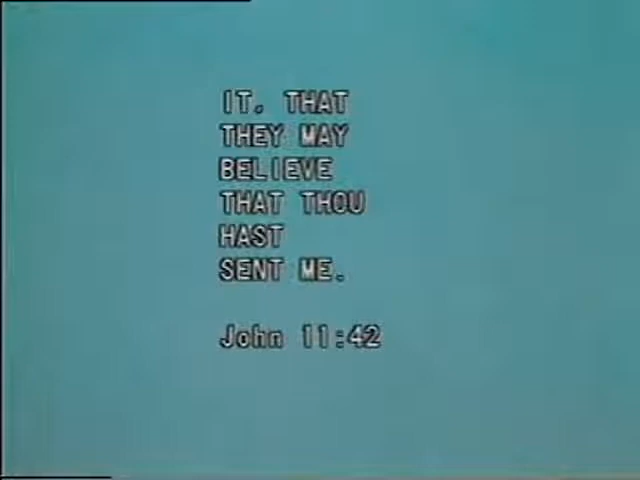 IT. THAT
THEY MAY
BELIEVE
THAT THOU
HAST
SENT ME.
John 11:42